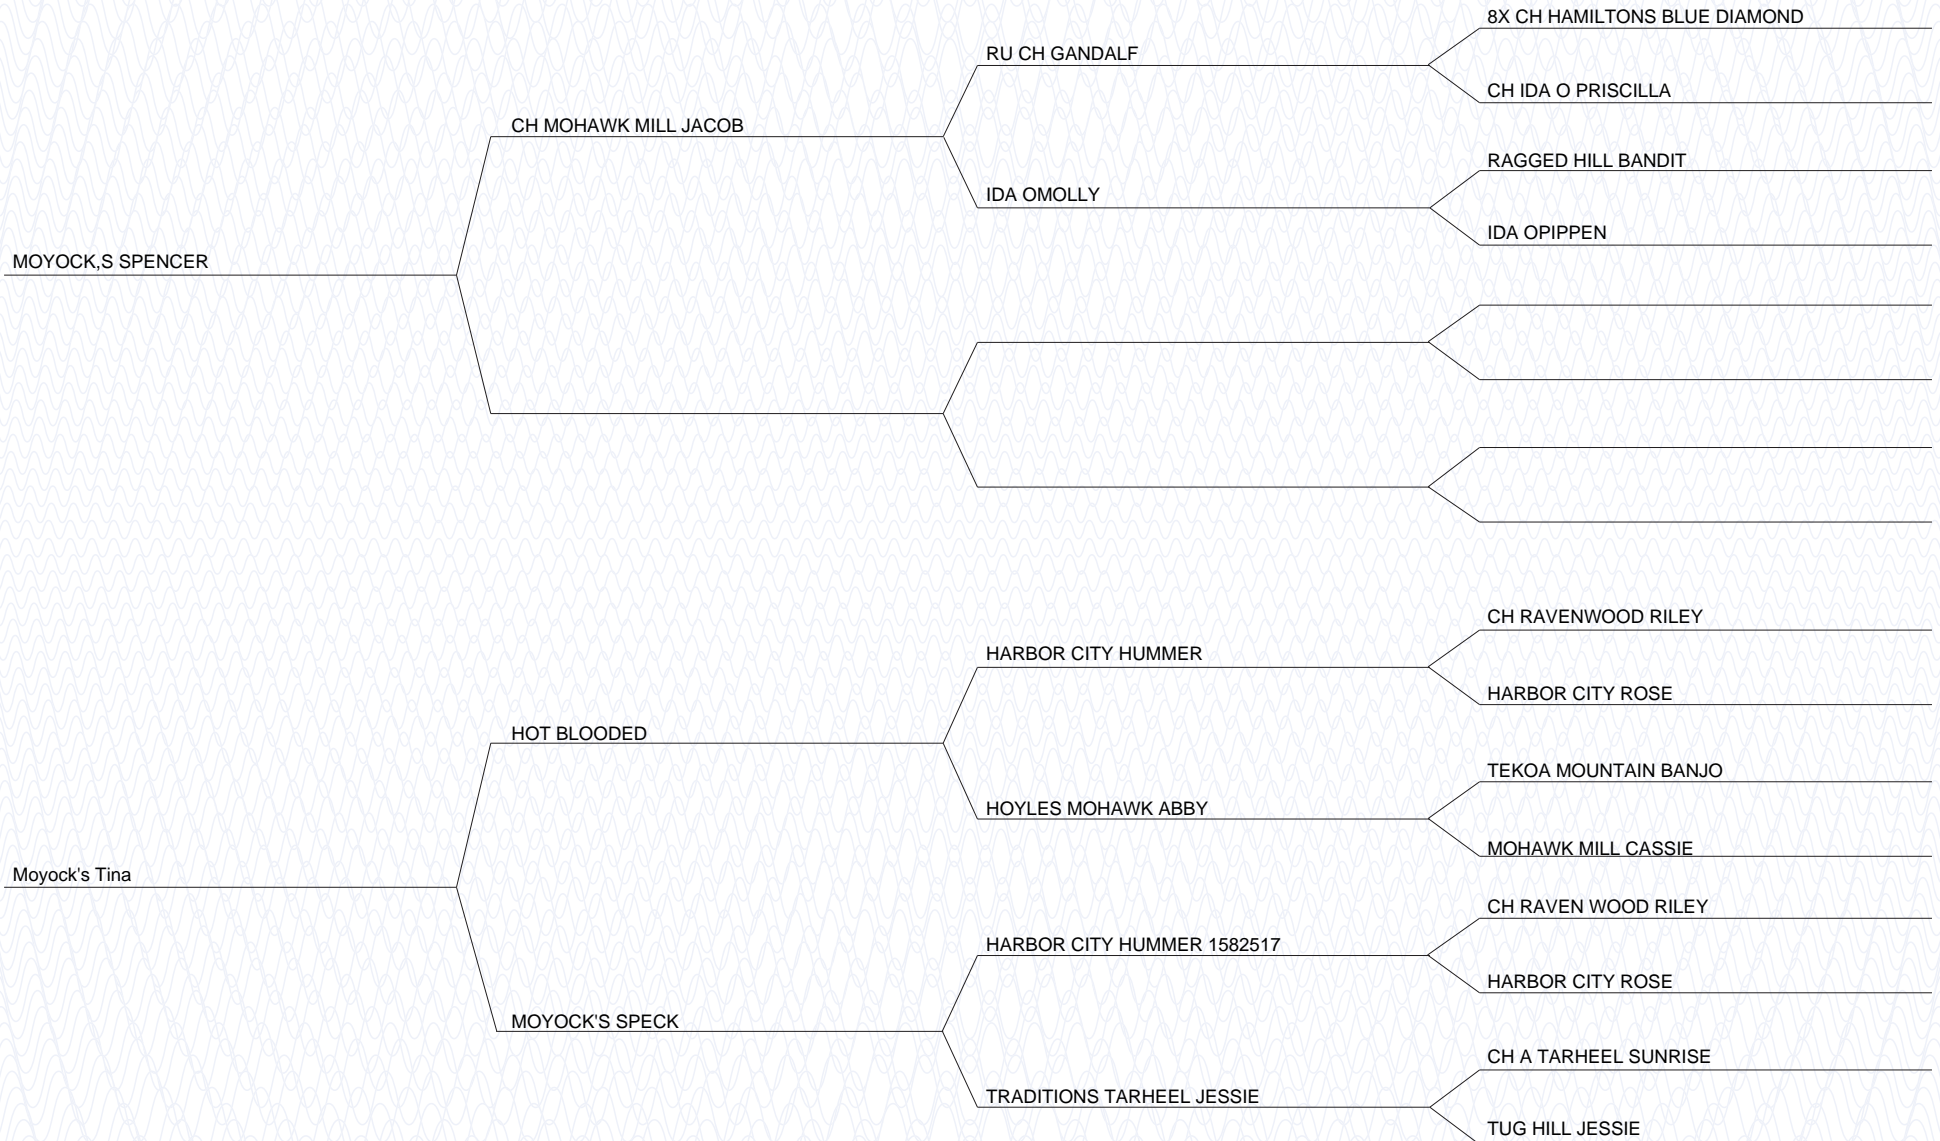 8X CH HAMILTONS BLUE DIAMOND
RU CH GANDALF
CH IDA O PRISCILLA
CH MOHAWK MILL JACOB
RAGGED HILL BANDIT
IDA OMOLLY
IDA OPIPPEN
MOYOCK,S SPENCER
CH RAVENWOOD RILEY
HARBOR CITY HUMMER
HARBOR CITY ROSE
HOT BLOODED
TEKOA MOUNTAIN BANJO
HOYLES MOHAWK ABBY
MOHAWK MILL CASSIE
Moyock's Tina
CH RAVEN WOOD RILEY
HARBOR CITY HUMMER 1582517
HARBOR CITY ROSE
MOYOCK'S SPECK
CH A TARHEEL SUNRISE
TRADITIONS TARHEEL JESSIE
TUG HILL JESSIE